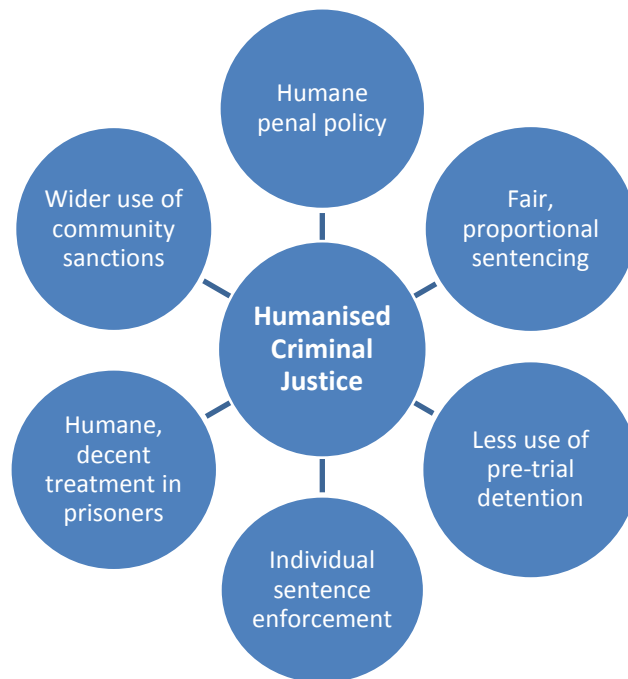 Humane
penal policy
Fair,
proportional
sentencing
Less use of
pre-trial
detention
Individual
sentence
enforcement
Humane,
decent
treatment in
prisoners
Wider use of
community
sanctions
Humanised
Criminal
Justice